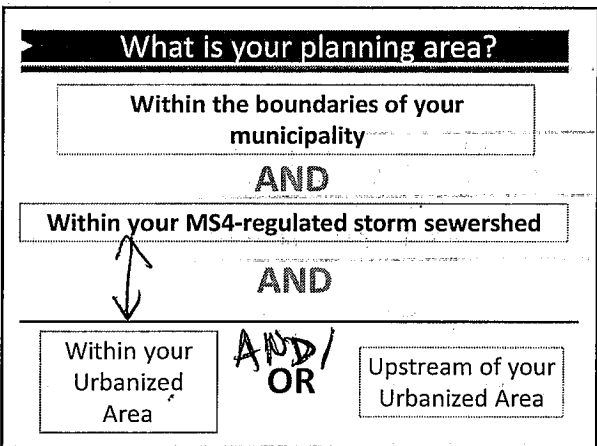 What is your planning area?
Within the boundaries of your
municipality
AND
Within your MS4-regulated storm sewershed
AND
Within your
Urbanized
Area
AND/
OR
Upstream of your
Urbanized Area